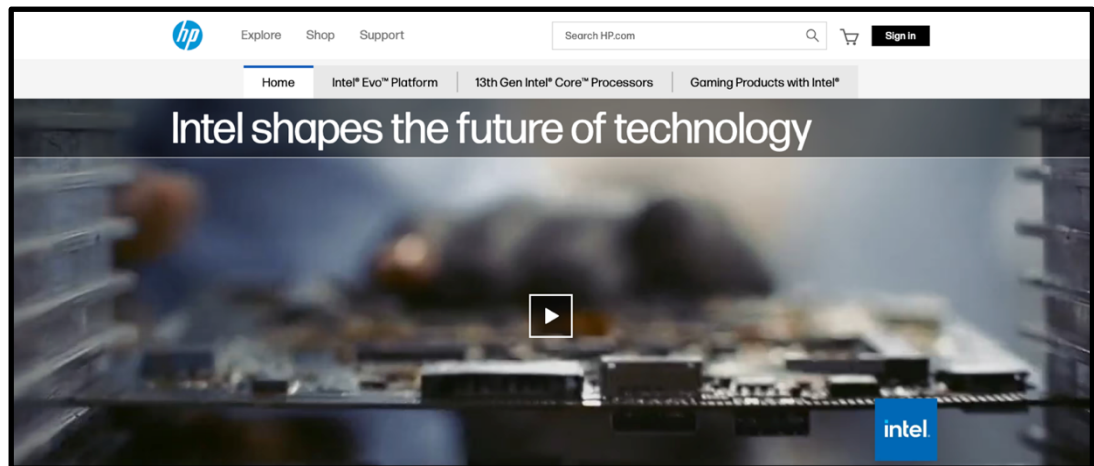 hp
Explore Shop Support
Search HP.com
Sign in
Home Intel® Evo™ Platform 13th Gen Intel® Core™ Processors Gaming Products with Intel®
Intel shapes the future of technology
intel.